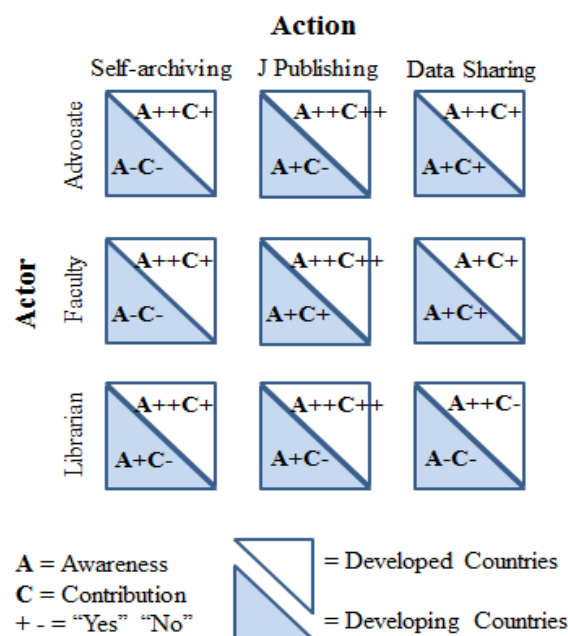 Action
Self-archiving J Publishing Data Sharing
Actor
Advocate
A++C+ A++C++ A++C+
A-C- A+C- A+C+
Faculty
A++C+ A++C++ A+C+
A-C- A+C+ A+C+
Librarian
A++C+ A++C++ A++C-
A+C- A+C- A-C-
A = Awareness
C = Contribution
+ - = “Yes” “No”
= Developed Countries
= Developing Countries